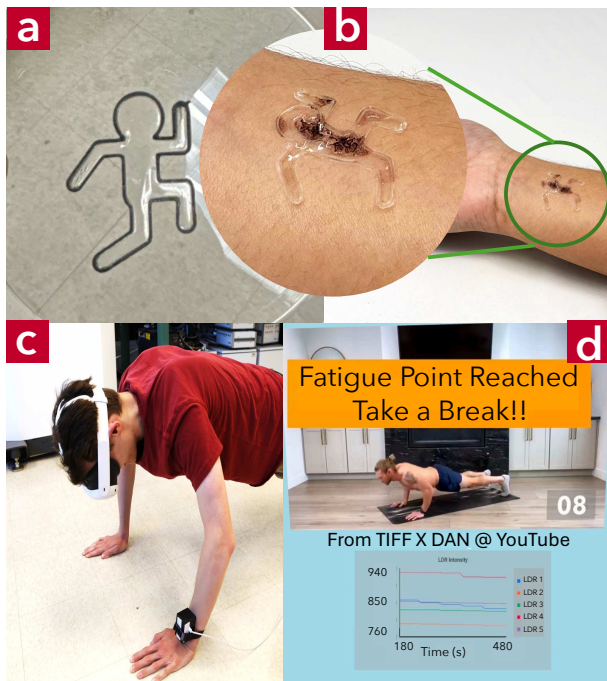 a
b
c
d
Fatigue Point Reached
Take a Break!!
08
From TIFF X DAN @ YouTube
LDR Intensity
940
850
760
180
Time (s)
480
LDR 1
LDR 2
LDR 3
LDR 4
LDR 5